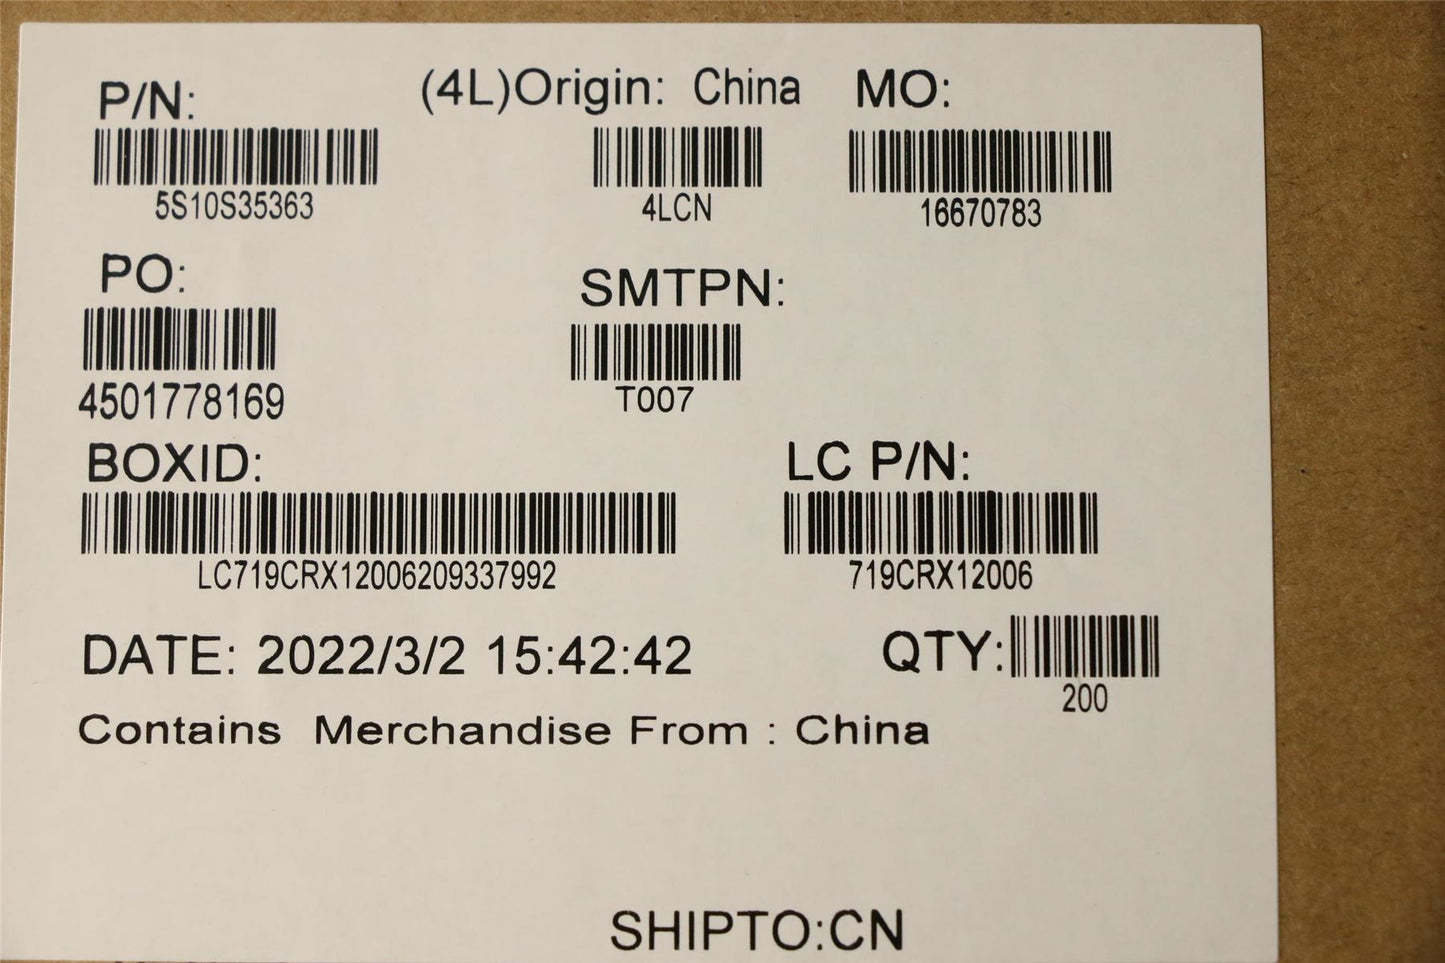 P/N: (4L)Origin: China MO:
5S10S35363 4LCN 16670783
PO: SMTPN:
4501778169 T007
BOXID: LC P/N:
LC719CRX12006209337992 719CRX12006
DATE: 2022/3/2 15:42:42 QTY:
200
Contains Merchandise From : China
SHIPTO:CN